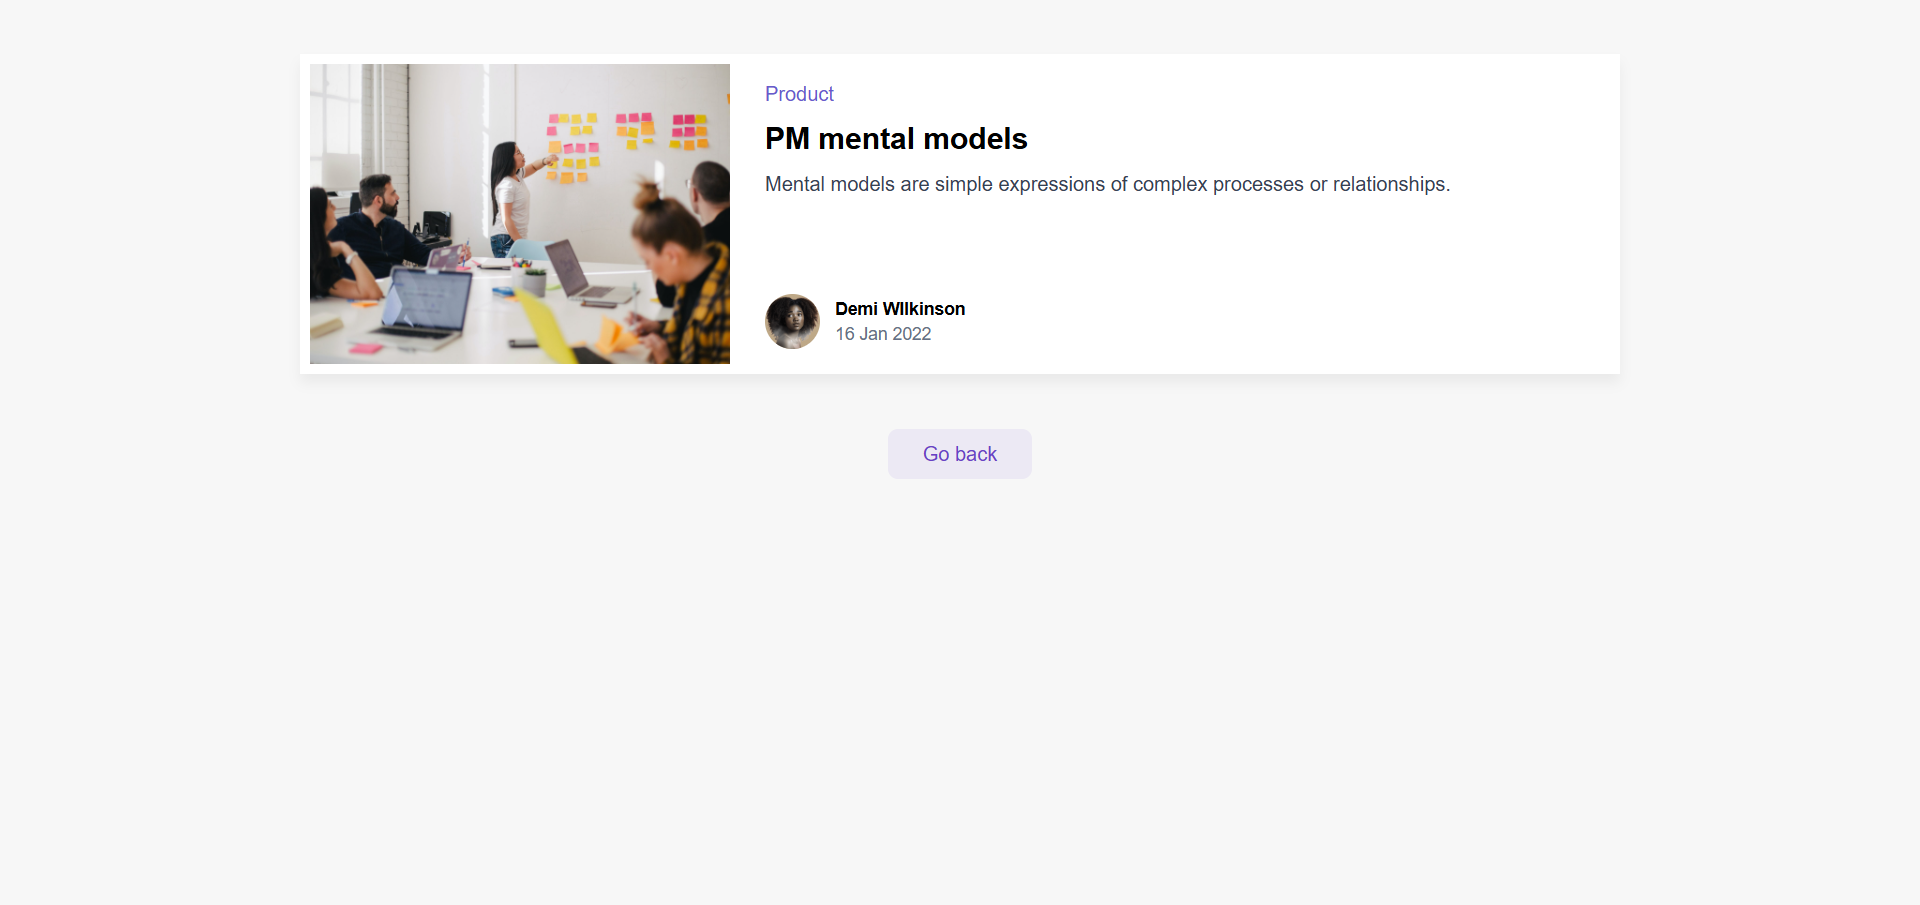 Product
PM mental models
Mental models are simple expressions of complex processes or relationships.
Demi WIlkinson
16 Jan 2022
Go back